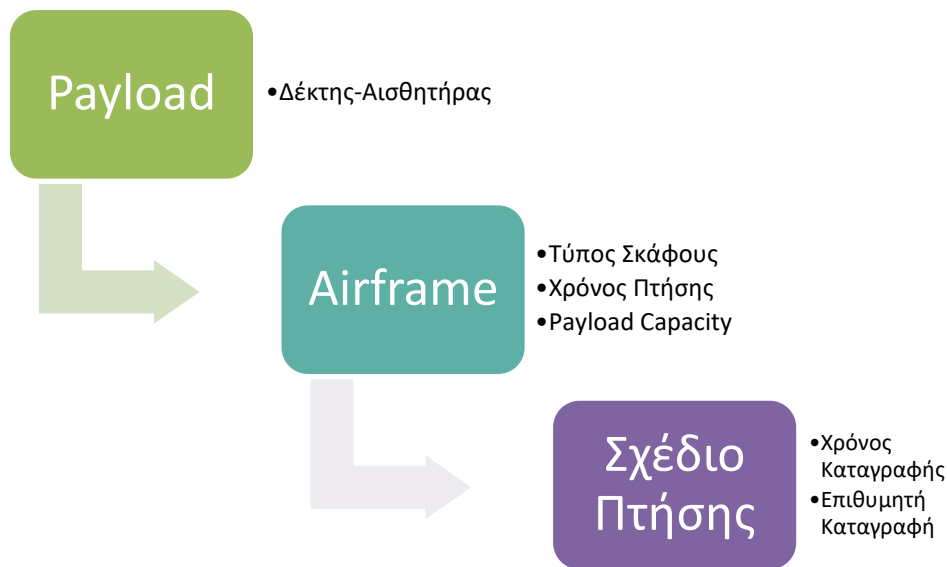 Payload
•Δέκτης-Αισθητήρας
Airframe
•Τύπος Σκάφους
•Χρόνος Πτήσης
•Payload Capacity
Σχέδιο
Πτήσης
•Χρόνος
Καταγραφής
•Επιθυμητή
Καταγραφή